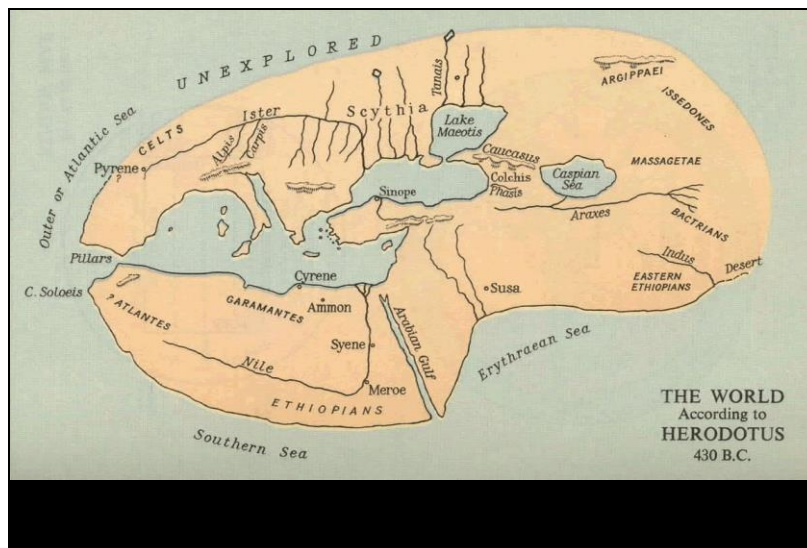 UNEXPLORED
Outer or Atlantic Sea
CELTS
Ister
Scythia
Tanais
ARGIPPAEI
ISSEDONES
Lake
Maeotis
Alpis
Carpis
Pyrene
?
Caucasus
Colchis
Phasis
Caspian
Sea
MASSAGETAE
Sinope
Araxes
BACTRIANS
Pillars
C. Soloeis
Cyrene
Indus
Desert
EASTERN
ETHIOPIANS
? ATLANTES
GARAMANTES
Ammon
Susa
Arabian Gulf
Erythraean Sea
Syene
Nile
Meroe
ETHIOPIANS
Southern Sea
THE WORLD
According to
HERODOTUS
430 B.C.